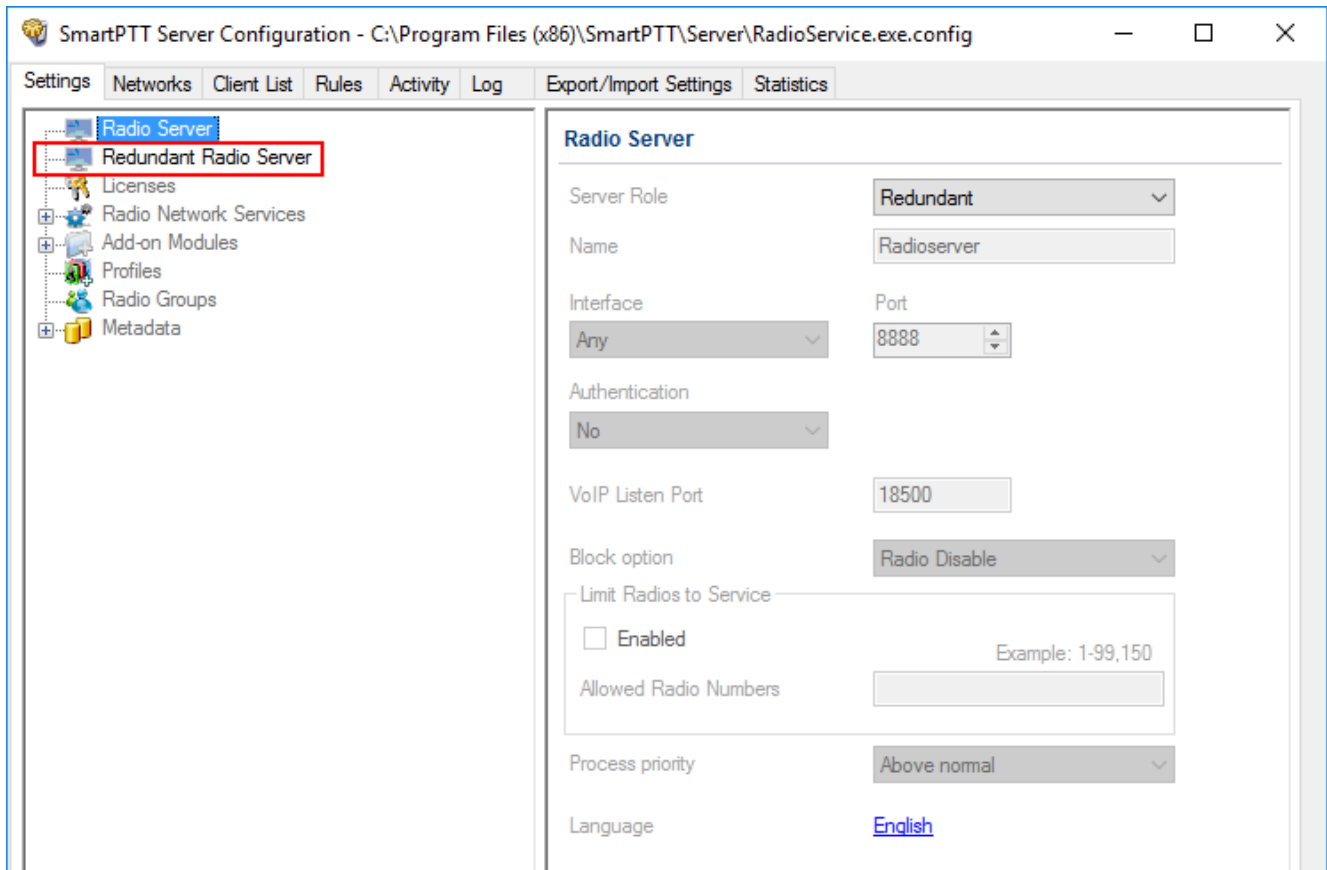 SmartPTT Server Configuration - C:\Program Files (x86)\SmartPTT\Server\RadioService.exe.config
Settings Networks Client List Rules Activity Log Export/Import Settings Statistics
Radio Server
Redundant Radio Server
Licenses
Radio Network Services
Add-on Modules
Profiles
Radio Groups
Metadata
Radio Server
Server Role Redundant
Name Radioserver
Interface Port
Any 8888
Authentication
No
VoIP Listen Port 18500
Block option Radio Disable
Limit Radios to Service
Enabled
Example: 1-99,150
Allowed Radio Numbers
Process priority Above normal
Language English